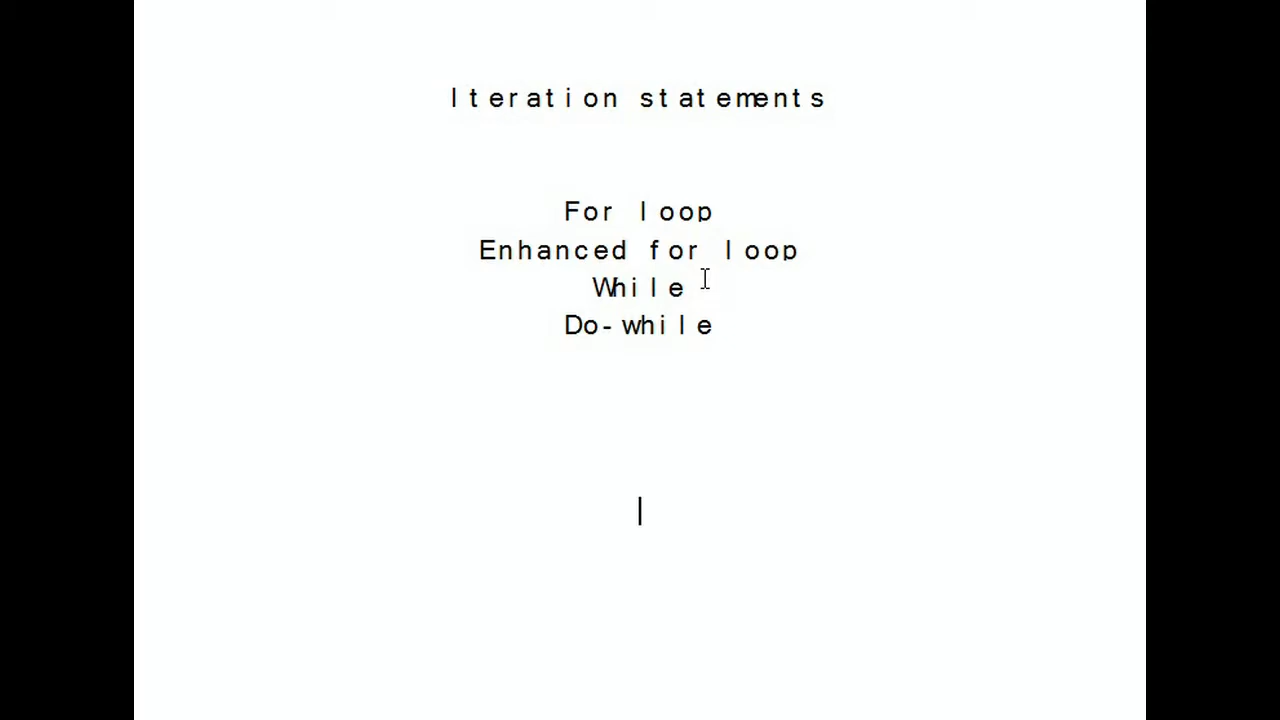 Iteration statements
For loop
Enhanced for loop
While
Do-while